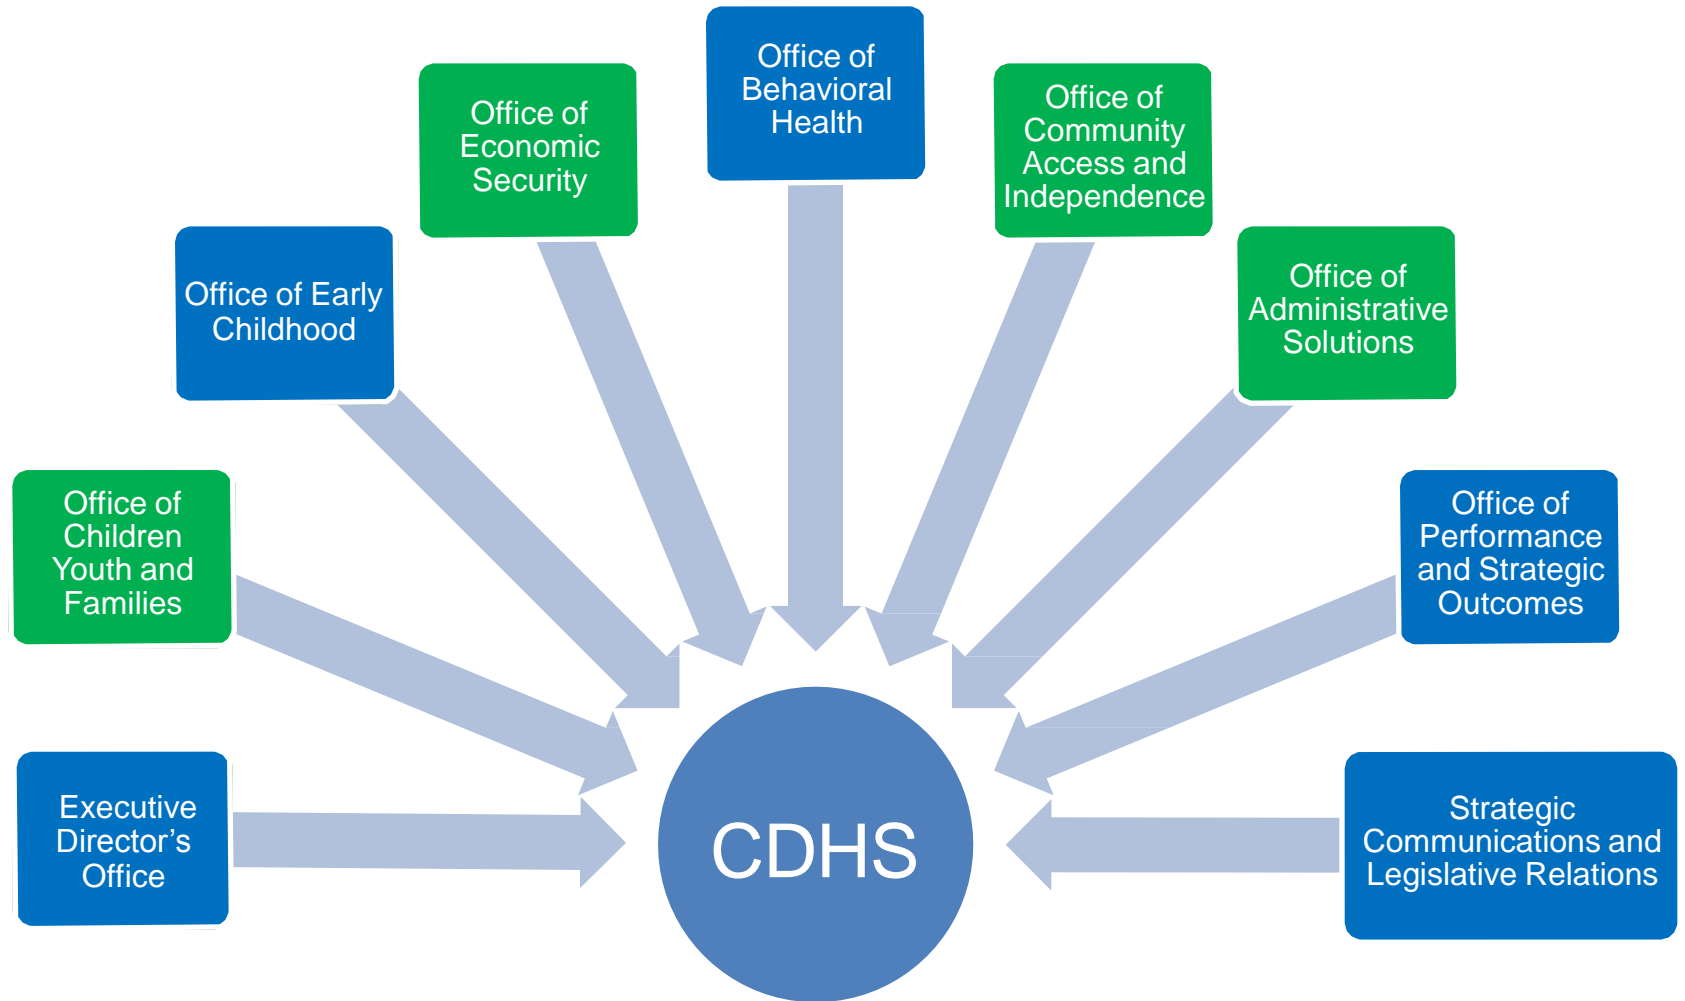 Office of
Behavioral
Health
Office of
Economic
Security
Office of
Community
Access and
Independence
Office of Early
Childhood
Office of
Administrative
Solutions
Office of
Children
Youth and
Families
Office of
Performance
and Strategic
Outcomes
Executive
Director’s
Office
CDHS
Strategic
Communications and
Legislative Relations